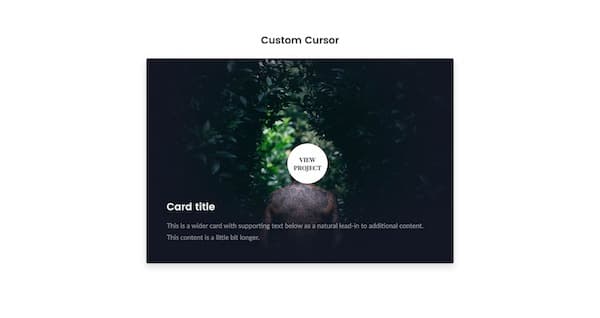 Custom Cursor
VIEW
PROJECT
Card title
This is a wider card with supporting text below as a natural lead-in to additional content.
This content is a little bit longer.